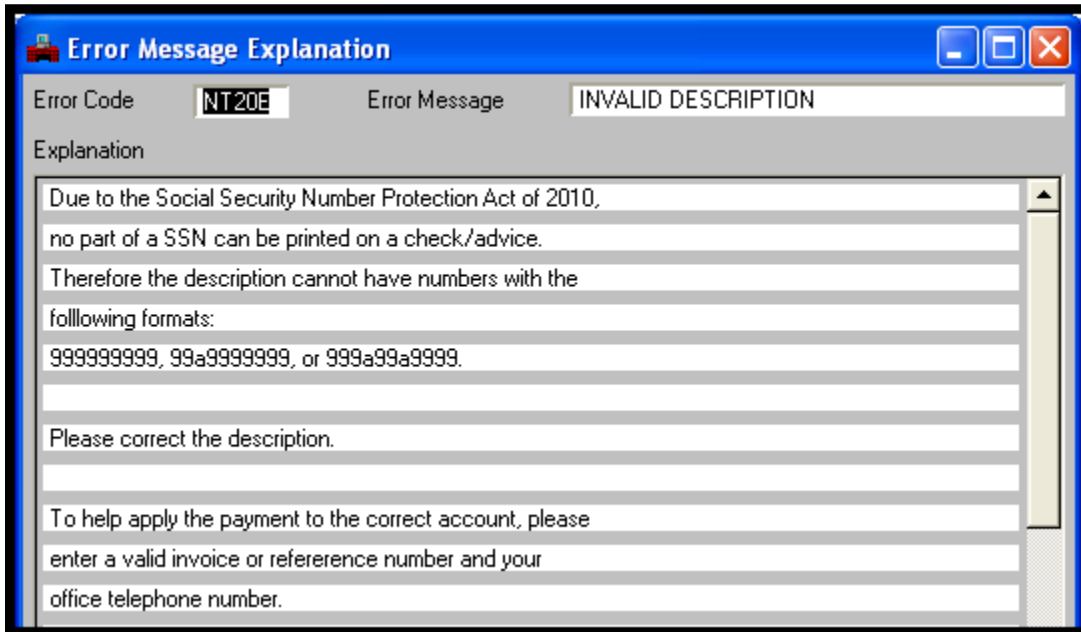 Error Message Explanation
Error Code NT20E Error Message INVALID DESCRIPTION
Explanation
Due to the Social Security Number Protection Act of 2010,
no part of a SSN can be printed on a check/advice.
Therefore the description cannot have numbers with the
folllowing formats:
999999999, 99a9999999, or 999a99a9999.
Please correct the description.
To help apply the payment to the correct account, please
enter a valid invoice or refererence number and your
office telephone number.